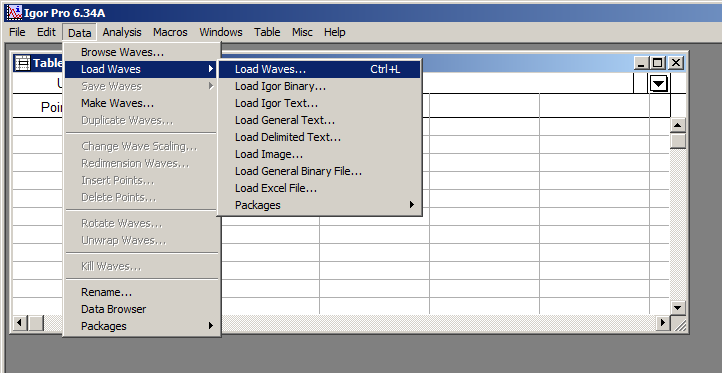 Igor Pro 6.34A
File Edit Data Analysis Macros Windows Table Misc Help
Table
Poin
Browse Waves...
Load Waves
Save Waves
Make Waves...
Duplicate Waves...
Change Wave Scaling...
Redimension Waves...
Insert Points...
Delete Points...
Rotate Waves...
Unwrap Waves...
Kill Waves...
Rename...
Data Browser
Packages
Load Waves... Ctrl+L
Load Igor Binary...
Load Igor Text...
Load General Text...
Load Delimited Text...
Load Image...
Load General Binary File...
Load Excel File...
Packages